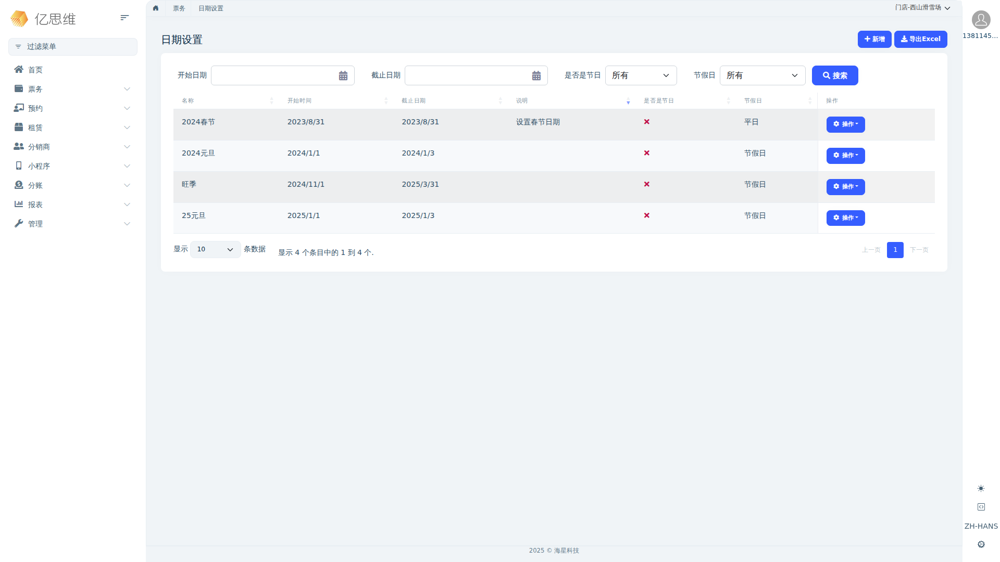 亿思维
过滤菜单
首页
票务
预约
租赁
分销商
小程序
分账
报表
管理
票务 日期设置 门店-西山滑雪场
1381145...
日期设置
新增 导出Excel
开始日期 截止日期 是否是节日 所有 节假日 所有 搜索
名称 开始时间 截止日期 说明 是否是节日 节假日 操作
2024春节 2023/8/31 2023/8/31 设置春节日期 平日 操作
2024元旦 2024/1/1 2024/1/3 节假日 操作
旺季 2024/11/1 2025/3/31 节假日 操作
25元旦 2025/1/1 2025/1/3 节假日 操作
显示 10 条数据 显示 4 个条目中的 1 到 4 个. 上一页 1 下一页
ZH-HANS
2025 © 海星科技